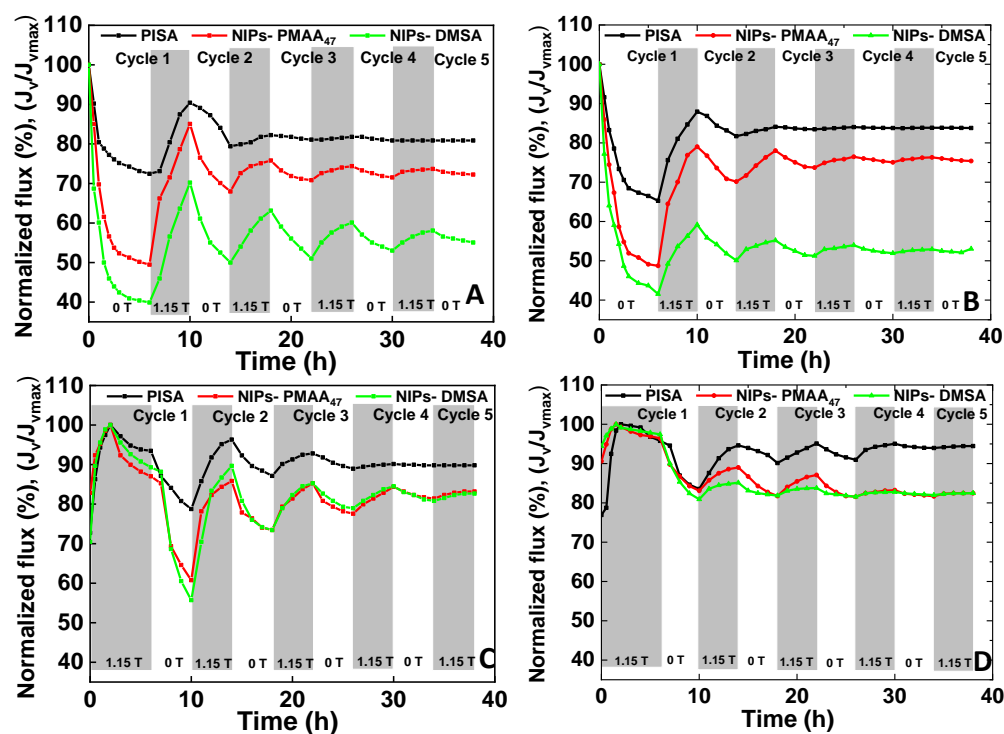 Normalized flux (%), (Jv/Jvmax)
110
100
90
80
70
60
50
40
PISA NIPs- PMAA47 NIPs- DMSA
Cycle 1 Cycle 2 Cycle 3 Cycle 4 Cycle 5
0 T 1.15 T 0 T 1.15 T 0 T 1.15 T 0 T 1.15 T 0 T
A
0 10 20 30 40
Time (h)
Normalized flux (%), (Jv/Jvmax)
110
100
90
80
70
60
50
40
PISA NIPs- PMAA47 NIPs- DMSA
Cycle 1 Cycle 2 Cycle 3 Cycle 4 Cycle 5
0 T 1.15 T 0 T 1.15 T 0 T 1.15 T 0 T 1.15 T 0 T
B
0 10 20 30 40
Time (h)
Normalized flux (%), (Jv/Jvmax)
110
100
90
80
70
60
50
40
PISA NIPs- PMAA47 NIPs- DMSA
Cycle 1 Cycle 2 Cycle 3 Cycle 4 Cycle 5
1.15 T 0 T 1.15 T 0 T 1.15 T 0 T 1.15 T 0 T 1.15 T
C
0 10 20 30 40
Time (h)
Normalized flux (%), (Jv/Jvmax)
110
100
90
80
70
60
50
40
PISA NIPs- PMAA47 NIPs- DMSA
Cycle 1 Cycle 2 Cycle 3 Cycle 4 Cycle 5
1.15 T 0 T 1.15 T 0 T 1.15 T 0 T 1.15 T 0 T 1.15 T
D
0 10 20 30 40
Time (h)